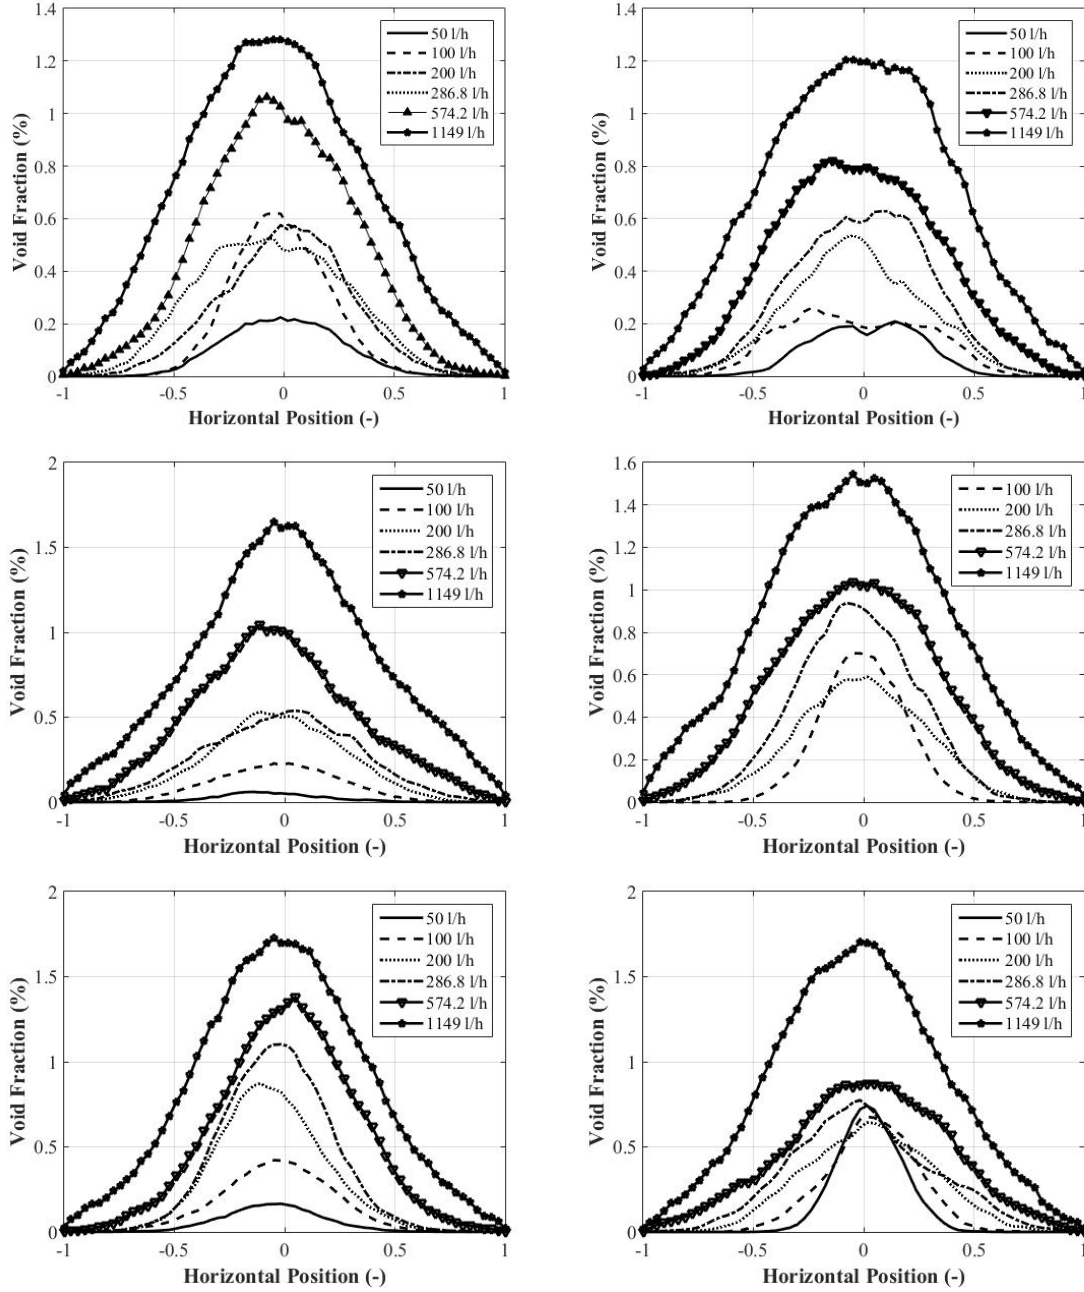 1.4
1.2
1
0.8
0.6
0.4
0.2
0
-1
-0.5
0
0.5
1
Void Fraction (%)
Horizontal Position (-)
50 l/h
100 l/h
200 l/h
286.8 l/h
574.2 l/h
1149 l/h
1.4
1.2
1
0.8
0.6
0.4
0.2
0
-1
-0.5
0
0.5
1
Void Fraction (%)
Horizontal Position (-)
50 l/h
100 l/h
200 l/h
286.8 l/h
574.2 l/h
1149 l/h
2
1.5
1
0.5
0
-1
-0.5
0
0.5
1
Void Fraction (%)
Horizontal Position (-)
50 l/h
100 l/h
200 l/h
286.8 l/h
574.2 l/h
1149 l/h
1.6
1.4
1.2
1
0.8
0.6
0.4
0.2
0
-1
-0.5
0
0.5
1
Void Fraction (%)
Horizontal Position (-)
100 l/h
200 l/h
286.8 l/h
574.2 l/h
1149 l/h
2
1.5
1
0.5
0
-1
-0.5
0
0.5
1
Void Fraction (%)
Horizontal Position (-)
50 l/h
100 l/h
200 l/h
286.8 l/h
574.2 l/h
1149 l/h
2
1.5
1
0.5
0
-1
-0.5
0
0.5
1
Void Fraction (%)
Horizontal Position (-)
50 l/h
100 l/h
200 l/h
286.8 l/h
574.2 l/h
1149 l/h